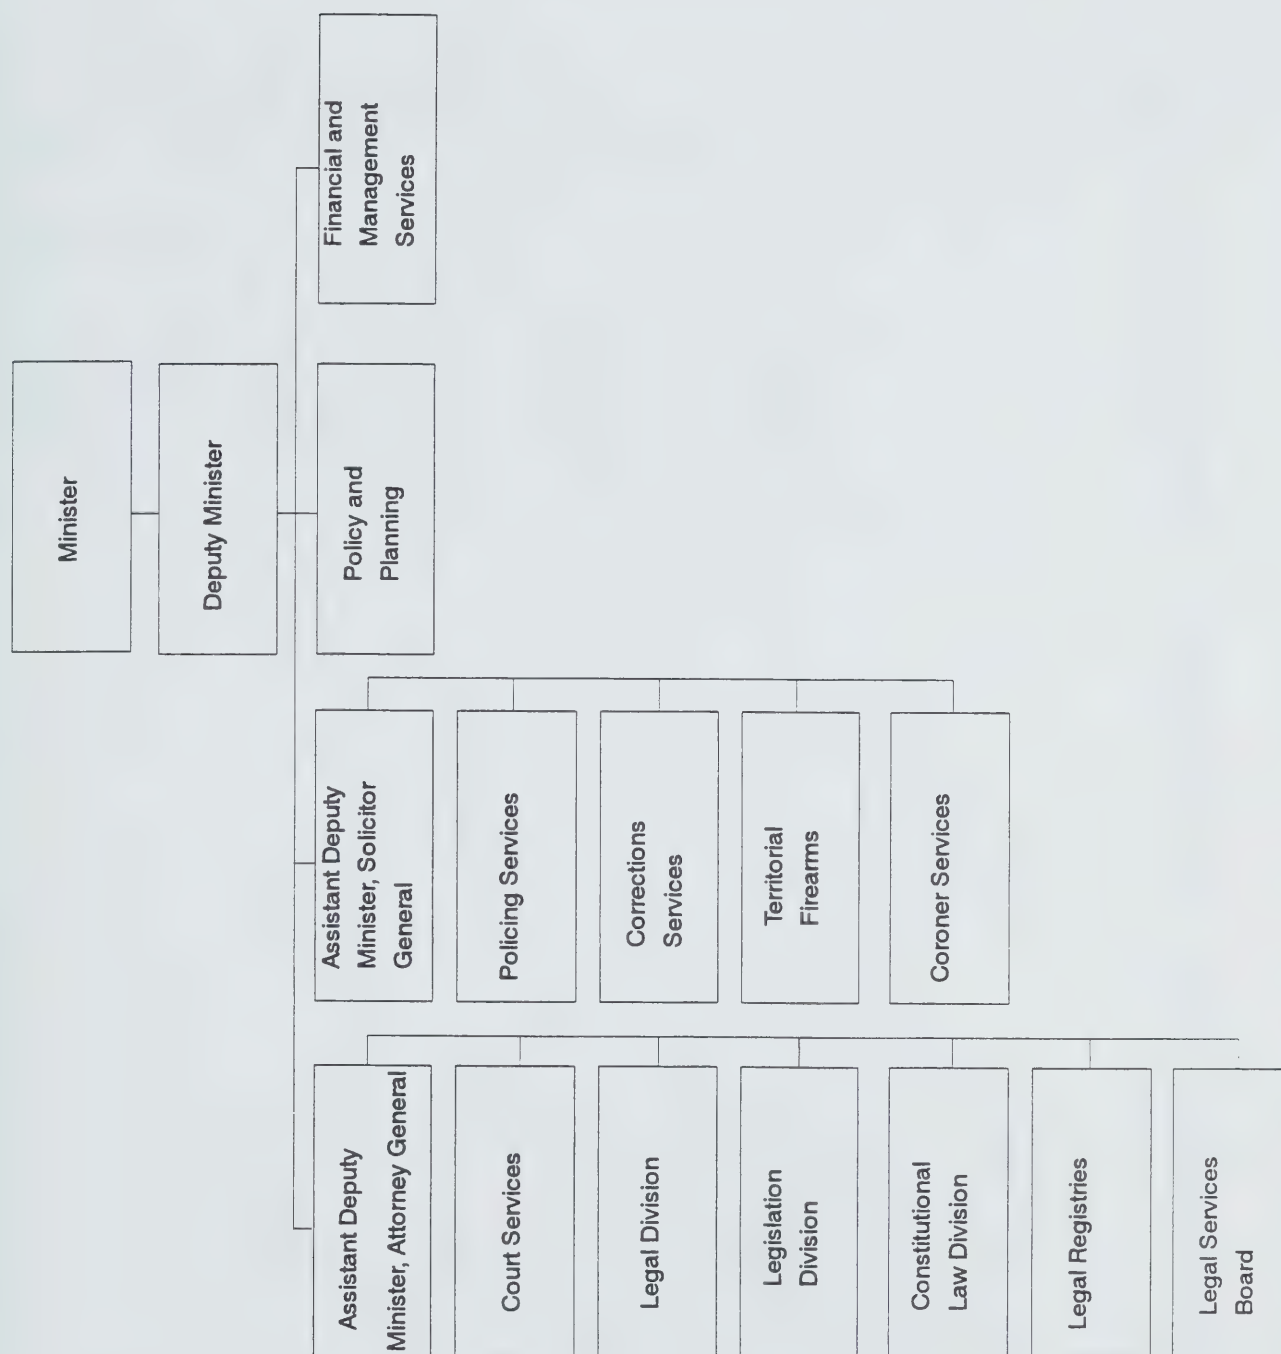 Minister
Deputy Minister
Assistant Deputy
Minister, Attorney General
Assistant Deputy
Minister, Solicitor
General
Policy and
Planning
Financial and
Management
Services
Court Services
Legal Division
Legislation
Division
Constitutional
Law Division
Legal Registries
Legal Services
Board
Policing Services
Corrections
Services
Territorial
Firearms
Coroner Services